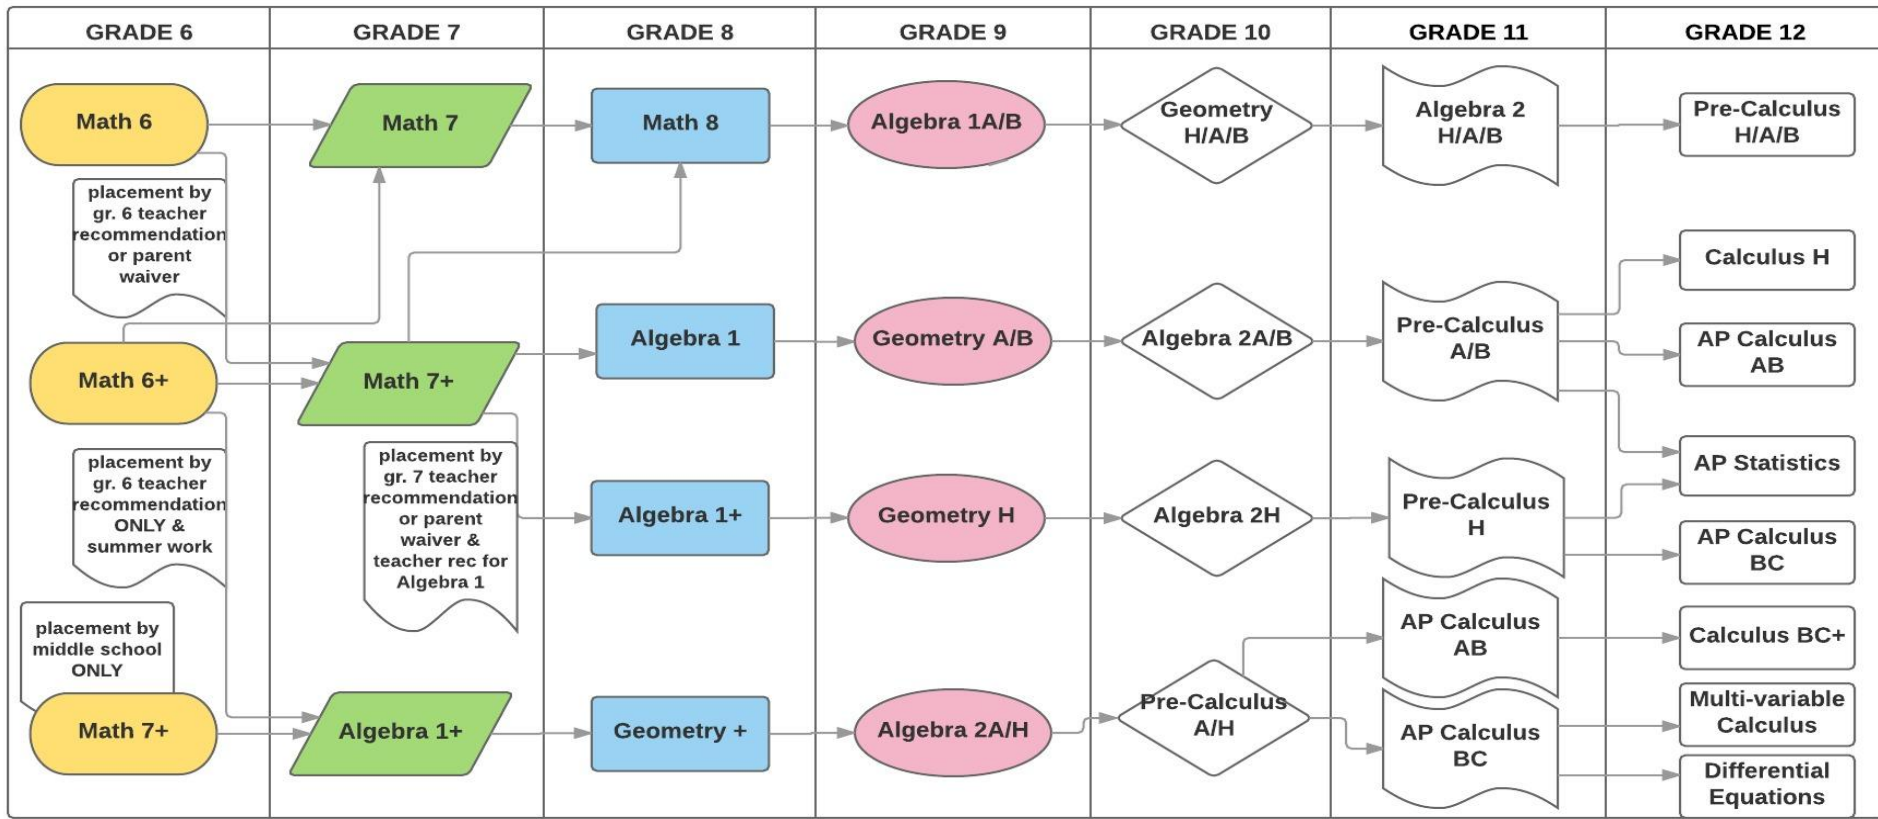 GRADE 6
GRADE 7
GRADE 8
GRADE 9
GRADE 10
GRADE 11
GRADE 12
Math 6
Math 7
Math 8
Algebra 1A/B
Geometry
H/A/B
Algebra 2
H/A/B
Pre-Calculus
H/A/B
placement by
gr. 6 teacher
recommendation
or parent
waiver
Calculus H
Math 6+
Math 7+
Algebra 1
Geometry A/B
Algebra 2A/B
Pre-Calculus
A/B
AP Calculus
AB
placement by
gr. 6 teacher
recommendation
ONLY &
summer work
placement by
gr. 7 teacher
recommendation
or parent
waiver &
teacher rec for
Algebra 1
Algebra 1+
Geometry H
Algebra 2H
Pre-Calculus
H
AP Statistics
AP Calculus
BC
placement by
middle school
ONLY
Math 7+
Algebra 1+
Geometry +
Algebra 2A/H
Pre-Calculus
A/H
AP Calculus
AB
Calculus BC+
AP Calculus
BC
Multi-variable
Calculus
Differential
Equations